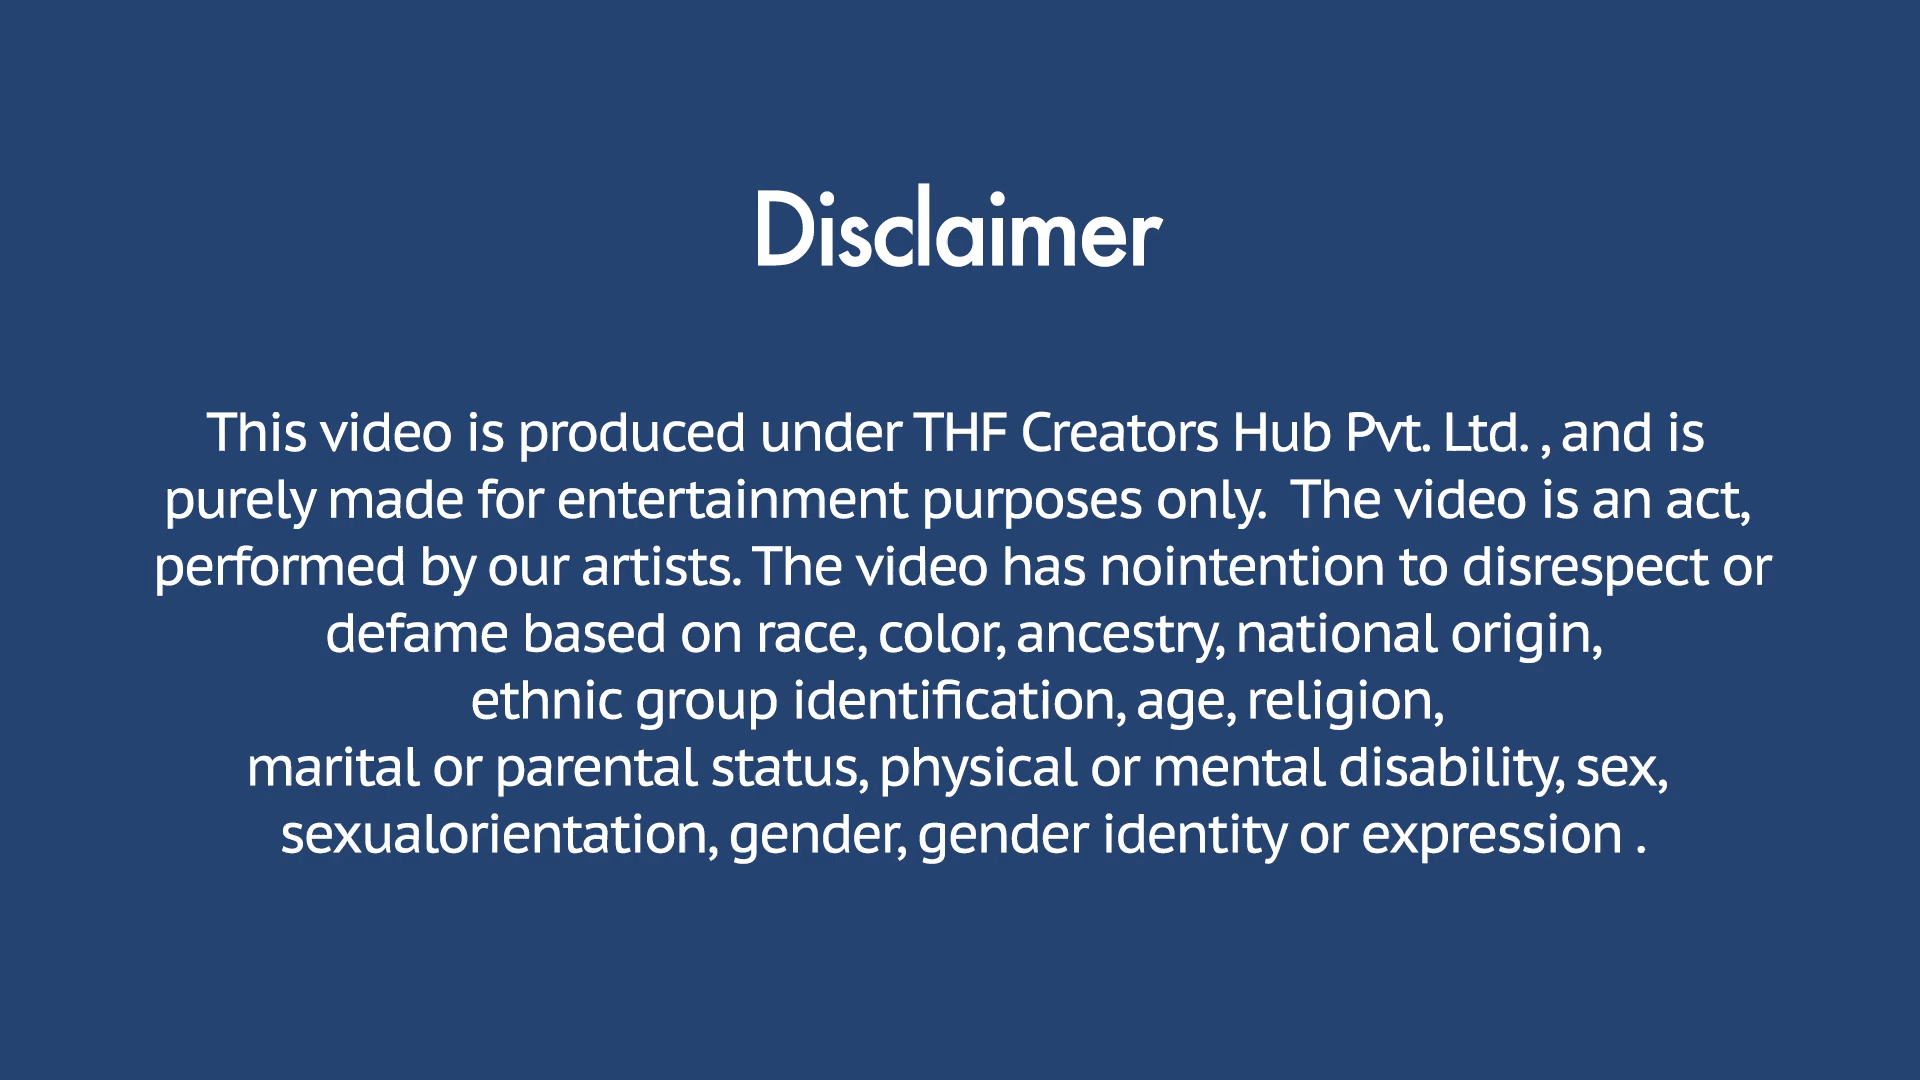 Disclaimer
This video is produced under THF Creators Hub Pvt. Ltd. , and is
purely made for entertainment purposes only.  The video is an act,
performed by our artists. The video has nointention to disrespect or
defame based on race, color, ancestry, national origin,
ethnic group identification, age, religion,
marital or parental status, physical or mental disability, sex,
sexualorientation, gender, gender identity or expression .